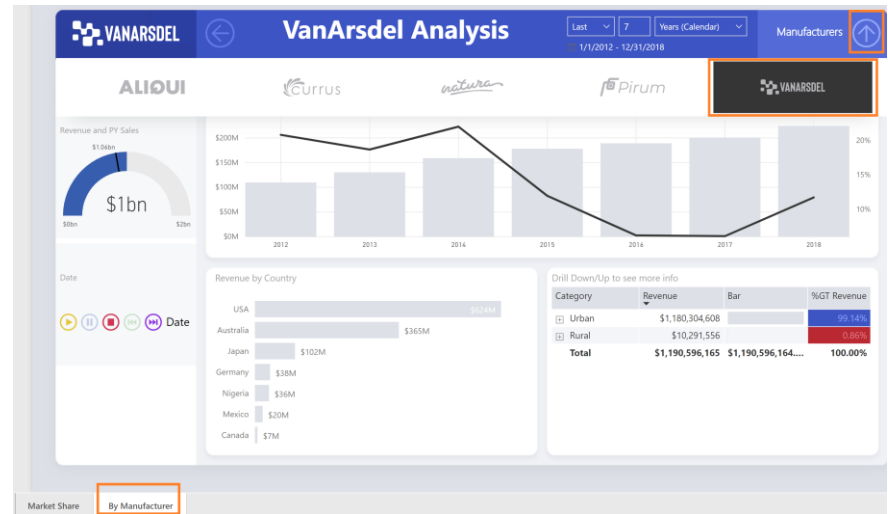 VANARSDEL
VanArsdel Analysis
Last 7 Years (Calendar)
1/1/2012 - 12/31/2018
Manufacturers
ALIQUI
Currus
natura
Pirum
VANARSDEL
Revenue and PY Sales
$1.06bn
$1bn
$0bn $2bn
$200M
$150M
$100M
$50M
$0M
20%
15%
10%
2012 2013 2014 2015 2016 2017 2018
Date
Date
Revenue by Country
USA $624M
Australia $365M
Japan $102M
Germany $38M
Nigeria $36M
Mexico $20M
Canada $7M
Drill Down/Up to see more info
Category Revenue Bar %GT Revenue
Urban $1,180,304,608 99.14%
Rural $10,291,556 0.86%
Total $1,190,596,165 $1,190,596,164.... 100.00%
Market Share By Manufacturer